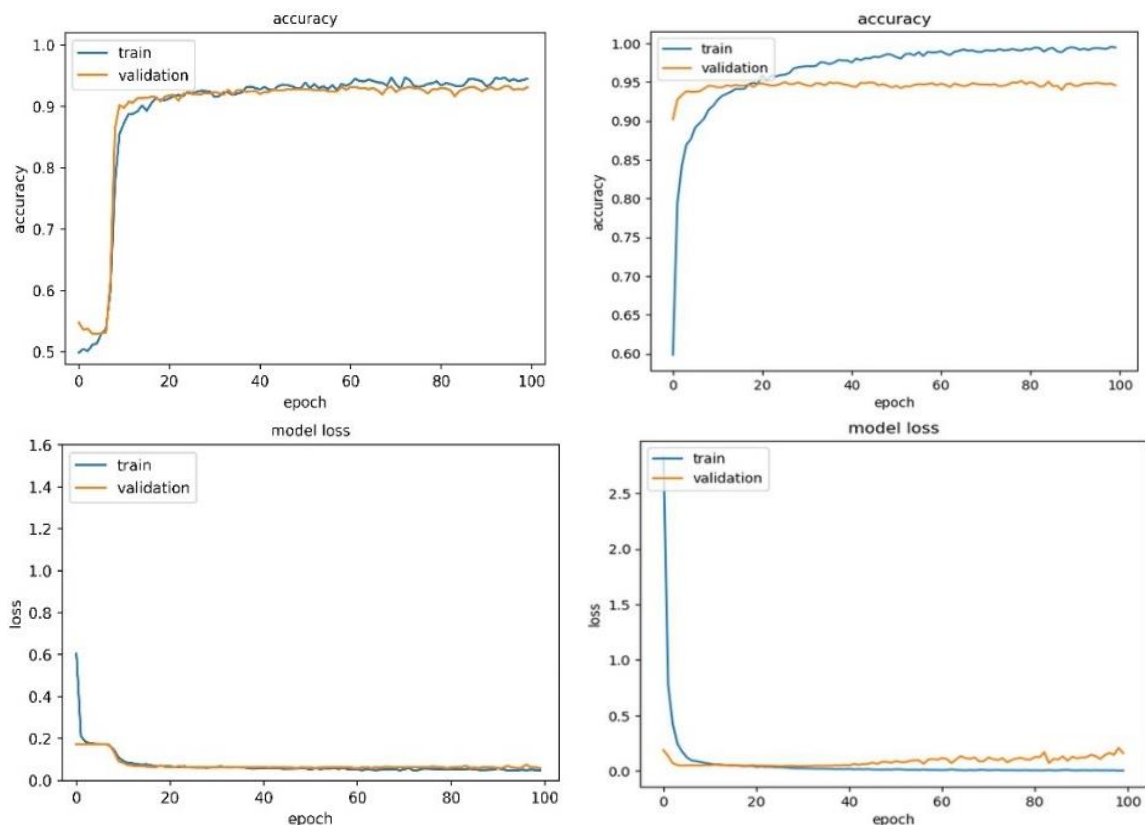 accuracy
1.0
0.9
0.8
0.7
0.6
0.5
accuracy
train
validation
0
20
40
60
80
100
epoch
accuracy
1.00
0.95
0.90
0.85
0.80
0.75
0.70
0.65
0.60
accuracy
train
validation
0
20
40
60
80
100
epoch
model loss
1.6
1.4
1.2
1.0
0.8
0.6
0.4
0.2
0.0
loss
train
validation
0
20
40
60
80
100
epoch
model loss
2.5
2.0
1.5
1.0
0.5
0.0
loss
train
validation
0
20
40
60
80
100
epoch